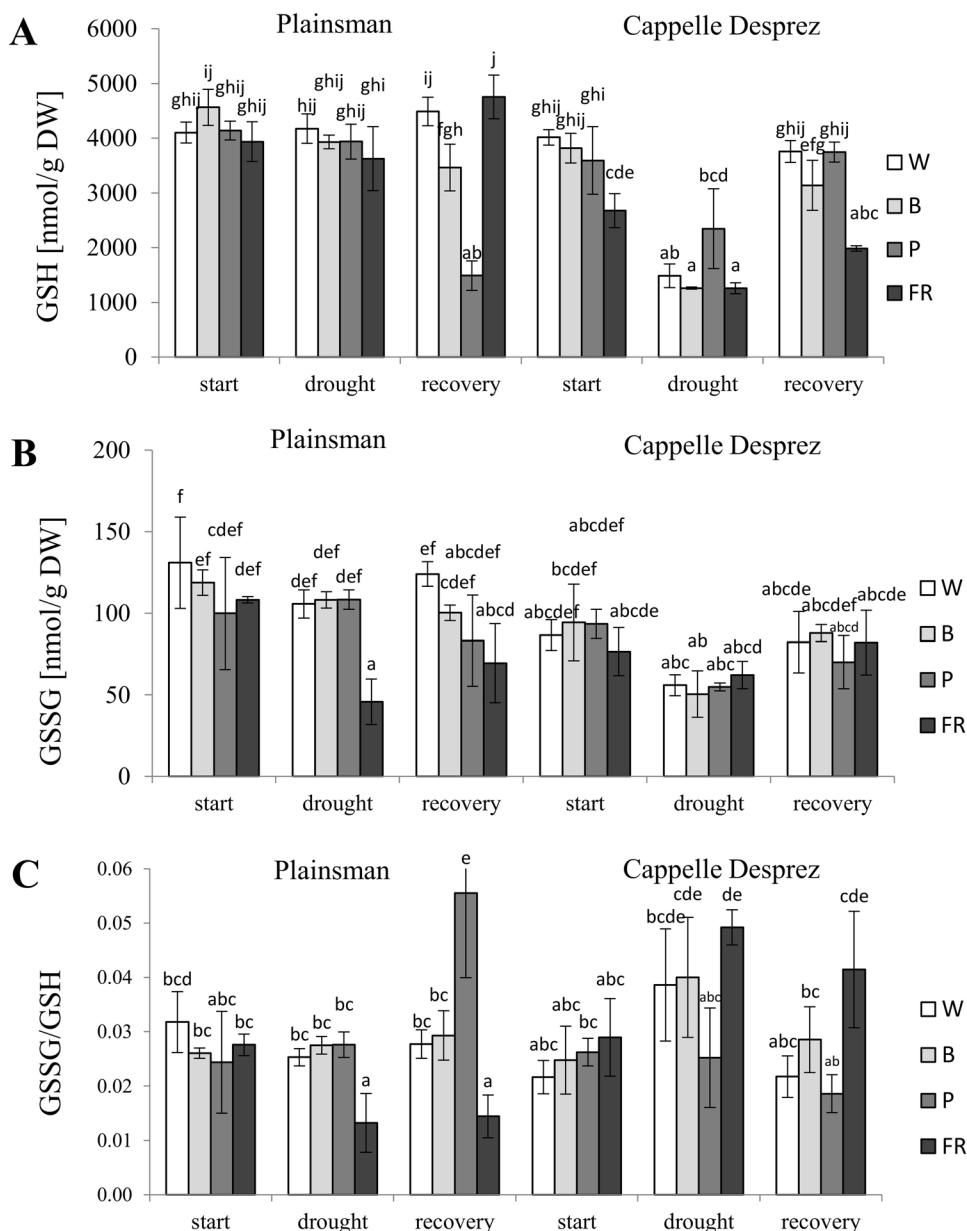 A
Plainsman
Cappelle Desprez
GSH [nmol/g DW]
6000
5000
4000
3000
2000
1000
0
ghij ij ghij ghij
hij ghij ghij ghi
ij fgh ab j
ghij ghij ghi cde
ab a bcd a
ghij efg ghij abc
start drought recovery start drought recovery
W
B
P
FR
B
Plainsman
Cappelle Desprez
GSSG [nmol/g DW]
200
150
100
50
0
f ef cdef def
def def def a
ef cdef abcdef abcd
abcdef bcdef abcdef abcde
abc ab abc abcd
abcde abcdef abcd abcde
start drought recovery start drought recovery
W
B
P
FR
C
Plainsman
Cappelle Desprez
GSSG/GSH
0.06
0.05
0.04
0.03
0.02
0.01
0.00
bcd bc abc bc
bc bc bc a
bc bc e a
abc abc bc abc
bcde cde abc de
abc bc ab cde
start drought recovery start drought recovery
W
B
P
FR